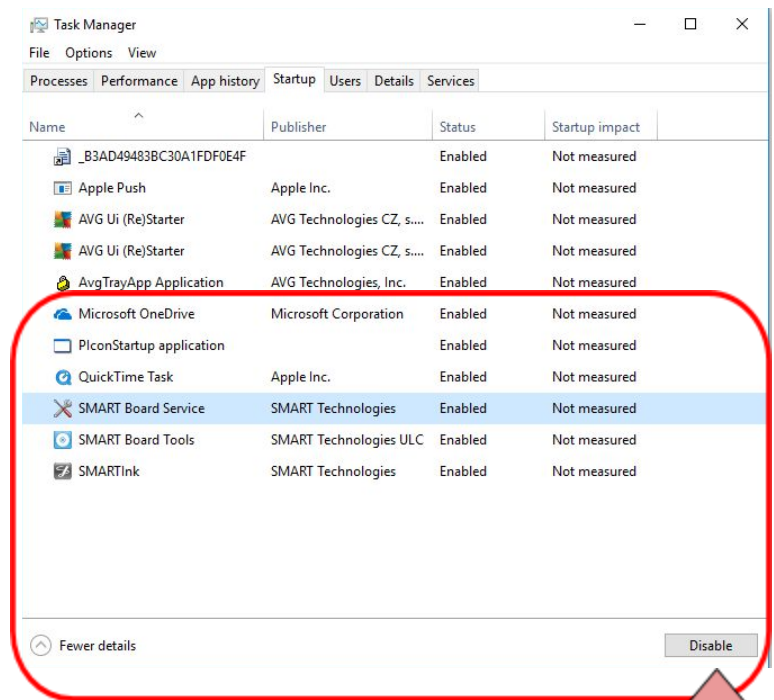 Task Manager
File Options View
Processes Performance App history Startup Users Details Services
Name Publisher Status Startup impact
_B3AD49483BC30A1FDF0E4F Enabled Not measured
Apple Push Apple Inc. Enabled Not measured
AVG Ui (Re)Starter AVG Technologies CZ, s.... Enabled Not measured
AVG Ui (Re)Starter AVG Technologies CZ, s.... Enabled Not measured
AvgTrayApp Application AVG Technologies, Inc. Enabled Not measured
Microsoft OneDrive Microsoft Corporation Enabled Not measured
PIconStartup application Enabled Not measured
QuickTime Task Apple Inc. Enabled Not measured
SMART Board Service SMART Technologies Enabled Not measured
SMART Board Tools SMART Technologies ULC Enabled Not measured
SMARTInk SMART Technologies Enabled Not measured
Fewer details Disable